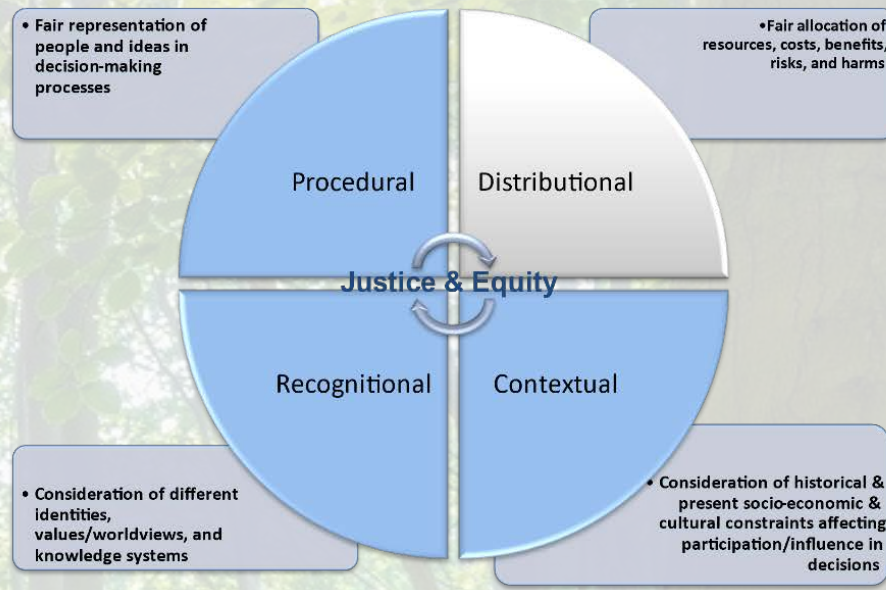 • Fair representation of
people and ideas in
decision-making
processes
•Fair allocation of
resources, costs, benefits,
risks, and harms
Procedural
Distributional
Justice & Equity
Recognitional
Contextual
• Consideration of different
identities,
values/worldviews, and
knowledge systems
• Consideration of historical &
present socio-economic &
cultural constraints affecting
participation/influence in
decisions